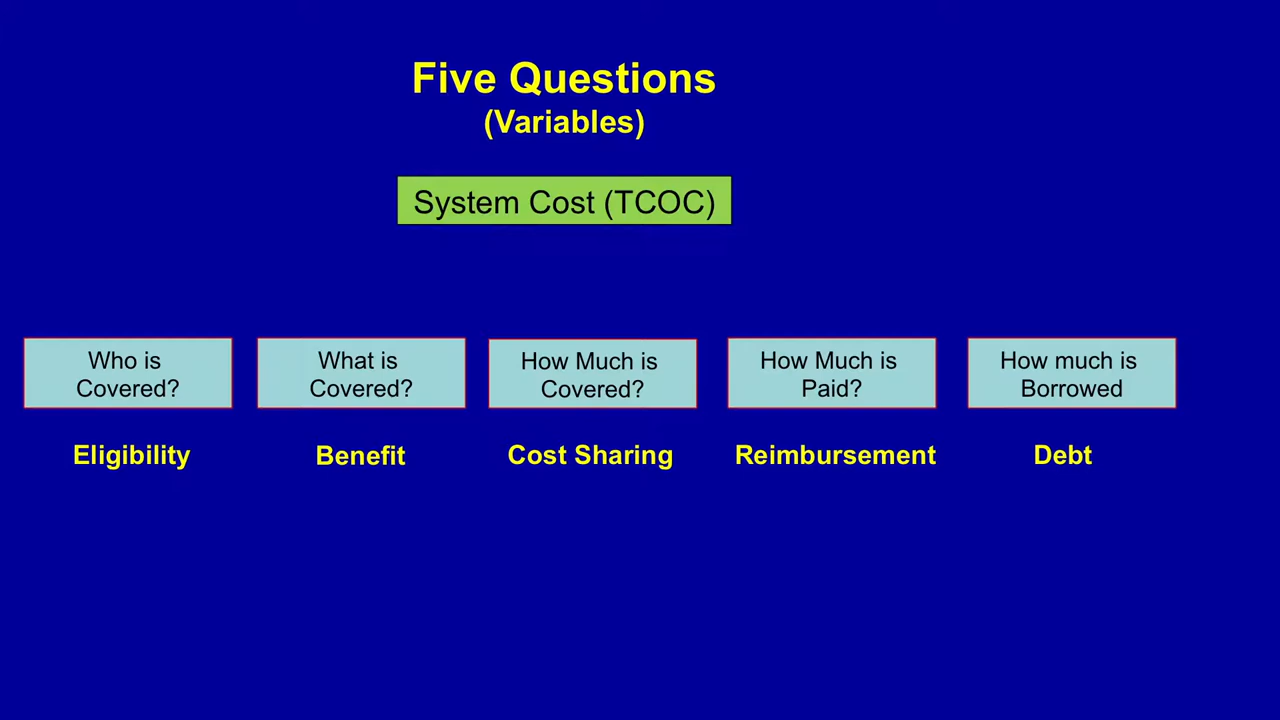 Five Questions
(Variables)
System Cost (TCOC)
Who is
Covered?
What is
Covered?
How Much is
Covered?
How Much is
Paid?
How much is
Borrowed
Eligibility
Benefit
Cost Sharing
Reimbursement
Debt